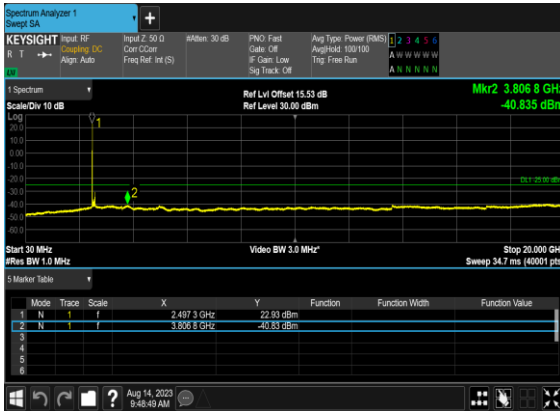 Spectrum Analyzer 1
Swept SA
+
KEYSIGHT Input: RF Input Z: 50 Ω #Atten: 30 dB PNO: Fast Avg Type: Power (RMS) 1 2 3 4 5 6
R T Coupling: DC Corr CCorr Gate: Off Avg|Hold: 100/100 A W W W W W
Align: Auto Freq Ref: Int (S) IF Gain: Low Trig: Free Run
Sig Track: Off A N N N N N
1 Spectrum
Ref Lvl Offset 15.53 dB Mkr2 3.806 8 GHz
Scale/Div 10 dB Ref Level 30.00 dBm -40.835 dBm
Log
20.0
10.0
0.00
-10.0
-20.0
-30.0
-40.0
-50.0
-60.0
1
2
DL1 -25.00 dBm
Start 30 MHz Video BW 3.0 MHz* Stop 20.000 GHz
#Res BW 1.0 MHz Sweep 34.7 ms (40001 pts)
5 Marker Table
Mode Trace Scale X Y Function Function Width Function Value
1 N 1 f 2.497 3 GHz 22.93 dBm
2 N 1 f 3.806 8 GHz -40.83 dBm
3
4
5
6
? Aug 14, 2023
9:48:49 AM